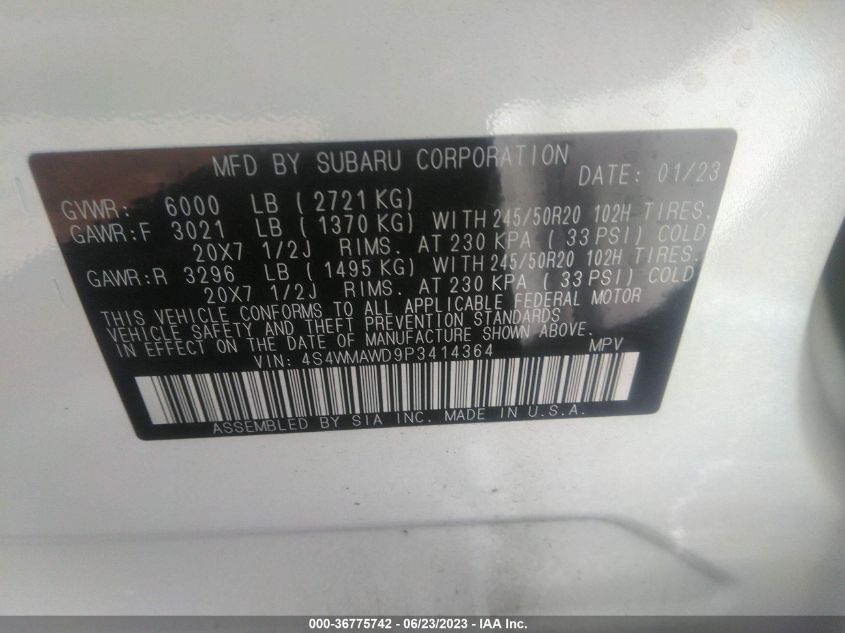 MFD BY SUBARU CORPORATION DATE: 01/23
GVWR: 6000 LB ( 2721 KG)
GAWR:F 3021 LB ( 1370 KG) WITH 245/50R20 102H TIRES.
20X7 1/2J RIMS. AT 230 KPA ( 33 PSI) COLD
GAWR:R 3296 LB ( 1495 KG) WITH 245/50R20 102H TIRES.
20X7 1/2J RIMS. AT 230 KPA ( 33 PSI) COLD
THIS VEHICLE CONFORMS TO ALL APPLICABLE FEDERAL MOTOR
VEHICLE SAFETY AND THEFT PREVENTION STANDARDS
IN EFFECT ON THE DATE OF MANUFACTURE SHOWN ABOVE.
VIN: 4S4WMAWD9P3414364 MPV
ASSEMBLED BY SIA INC. MADE IN U.S.A.
000-36775742 - 06/23/2023 - IAA Inc.